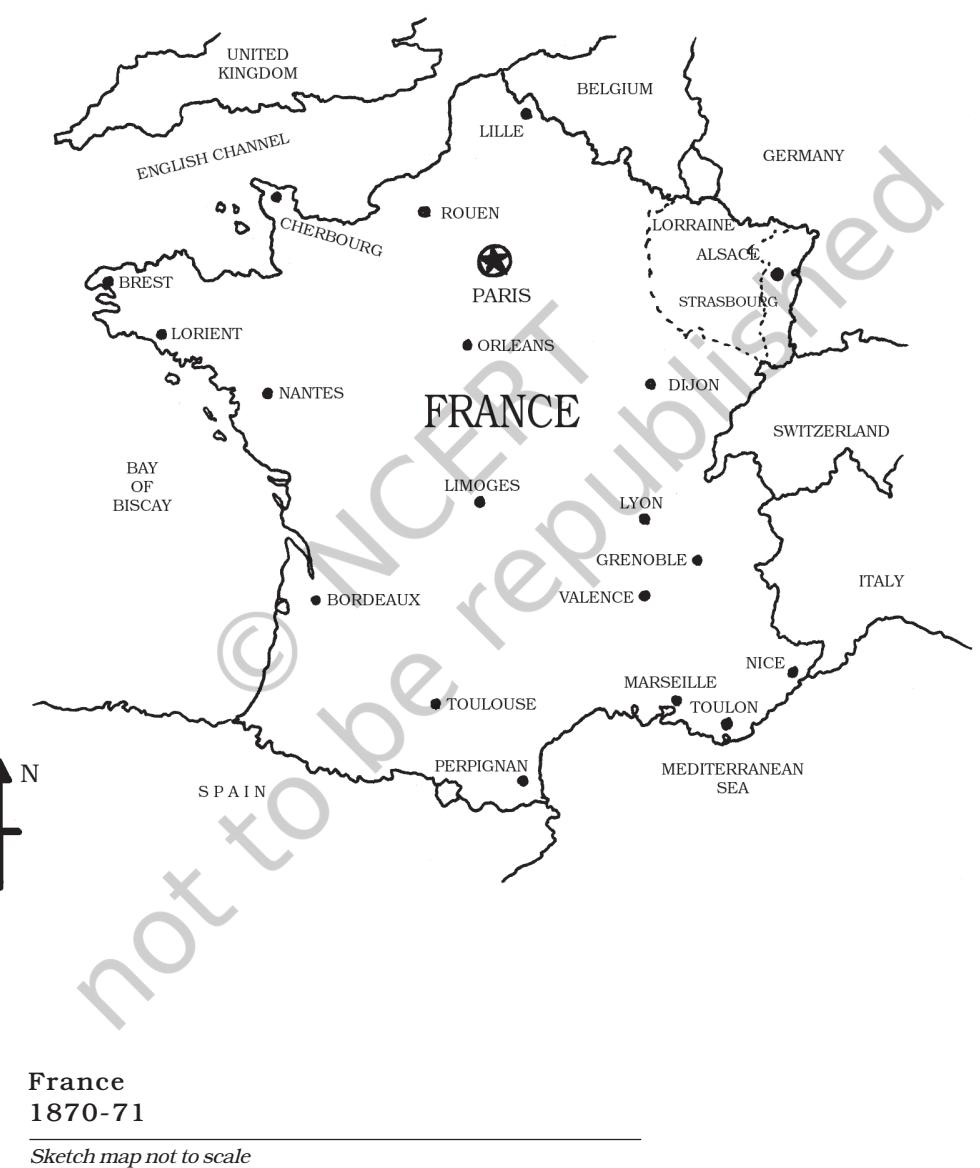 UNITED
KINGDOM
BELGIUM
LILLE
ENGLISH CHANNEL
GERMANY
ROUEN
CHERBOURG
LORRAINE
ALSACE
BREST
PARIS
STRASBOURG
LORIENT
ORLEANS
NANTES
DIJON
FRANCE
SWITZERLAND
BAY
OF
BISCAY
LIMOGES
LYON
GRENOBLE
ITALY
VALENCE
BORDEAUX
NICE
MARSEILLE
TOULOUSE
TOULON
PERPIGNAN
MEDITERRANEAN
SEA
N
SPAIN
© NCERT
not to be republished
France
1870-71
Sketch map not to scale